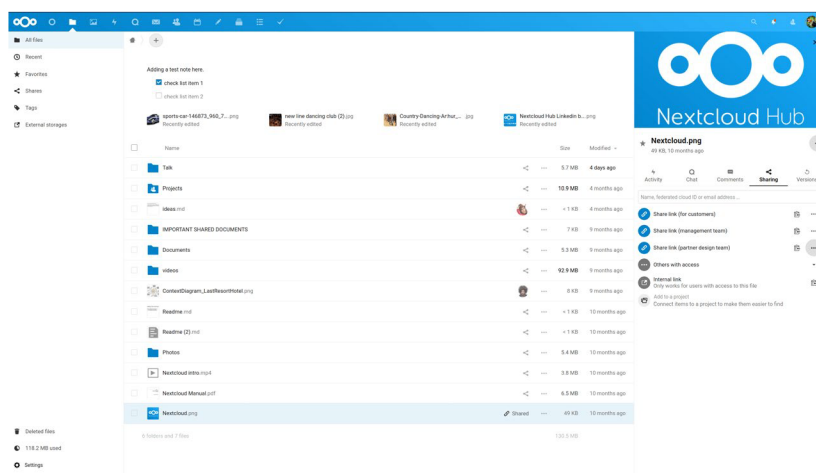 All files
Recent
Favorites
Shares
Tags
External storages
Deleted files
118.2 MB used
Settings
Adding a test note here.
check list item 1
check list item 2
sports-car-146873_960_7... .png
Recently edited
new line dancing club (2).jpg
Recently edited
Country-Dancing-Arhur_... .jpg
Recently edited
Nextcloud Hub Linkedin b... .png
Recently edited
Name Size Modified
Talk 5.7 MB 4 days ago
Projects 10.9 MB 4 months ago
ideas.md < 1 KB 4 months ago
IMPORTANT SHARED DOCUMENTS 7 KB 9 months ago
Documents 5.3 MB 9 months ago
videos 92.9 MB 9 months ago
ContextDiagram_LastResortHotel.png 8 KB 9 months ago
Readme.md < 1 KB 10 months ago
Readme (2).md < 1 KB 10 months ago
Photos 5.4 MB 10 months ago
Nextcloud intro.mp4 3.8 MB 10 months ago
Nextcloud Manual.pdf 6.5 MB 10 months ago
Nextcloud.png Shared 49 KB 10 months ago
6 folders and 7 files 130.5 MB
Nextcloud Hub
Nextcloud.png
49 KB, 10 months ago
Activity Chat Comments Sharing Versions
Name, federated cloud ID or email address ...
Share link (for customers)
Share link (management team)
Share link (partner design team)
Others with access
Internal link
Only works for users with access to this file
Add to a project
Connect items to a project to make them easier to find